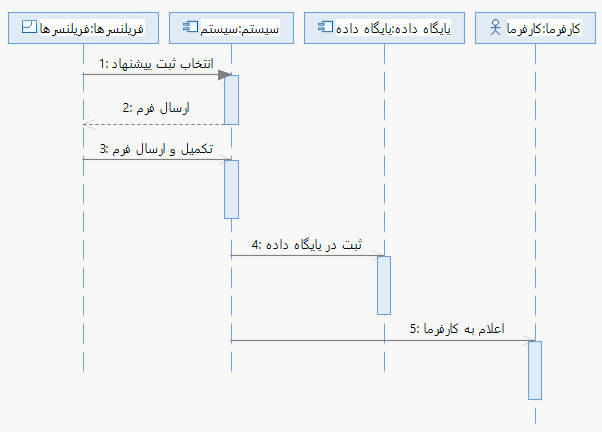 فریلنسرها:فریلنسرها
سیستم:سیستم
پایگاه داده:پایگاه داده
کارفرما:کارفرما
1: انتخاب ثبت پیشنهاد
2: ارسال فرم
3: تکمیل و ارسال فرم
4: ثبت در پایگاه داده
5: اعلام به کارفرما